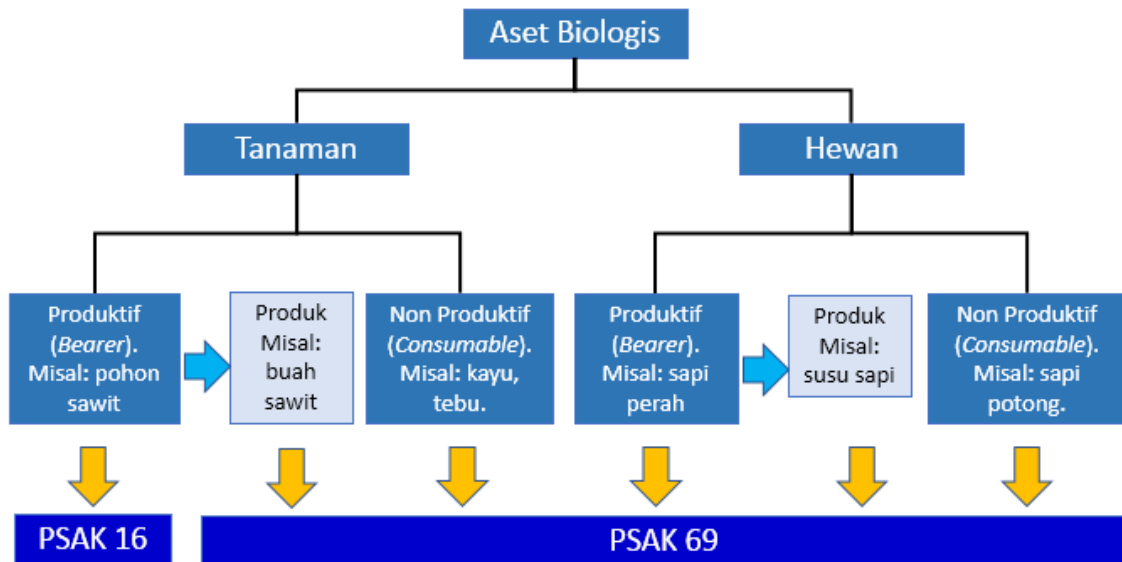 Aset Biologis
Tanaman
Hewan
Produktif
(Bearer).
Misal: pohon
sawit
Produk
Misal:
buah
sawit
Non Produktif
(Consumable).
Misal: kayu,
tebu.
Produktif
(Bearer).
Misal: sapi
perah
Produk
Misal:
susu sapi
Non Produktif
(Consumable).
Misal: sapi
potong.
PSAK 16
PSAK 69